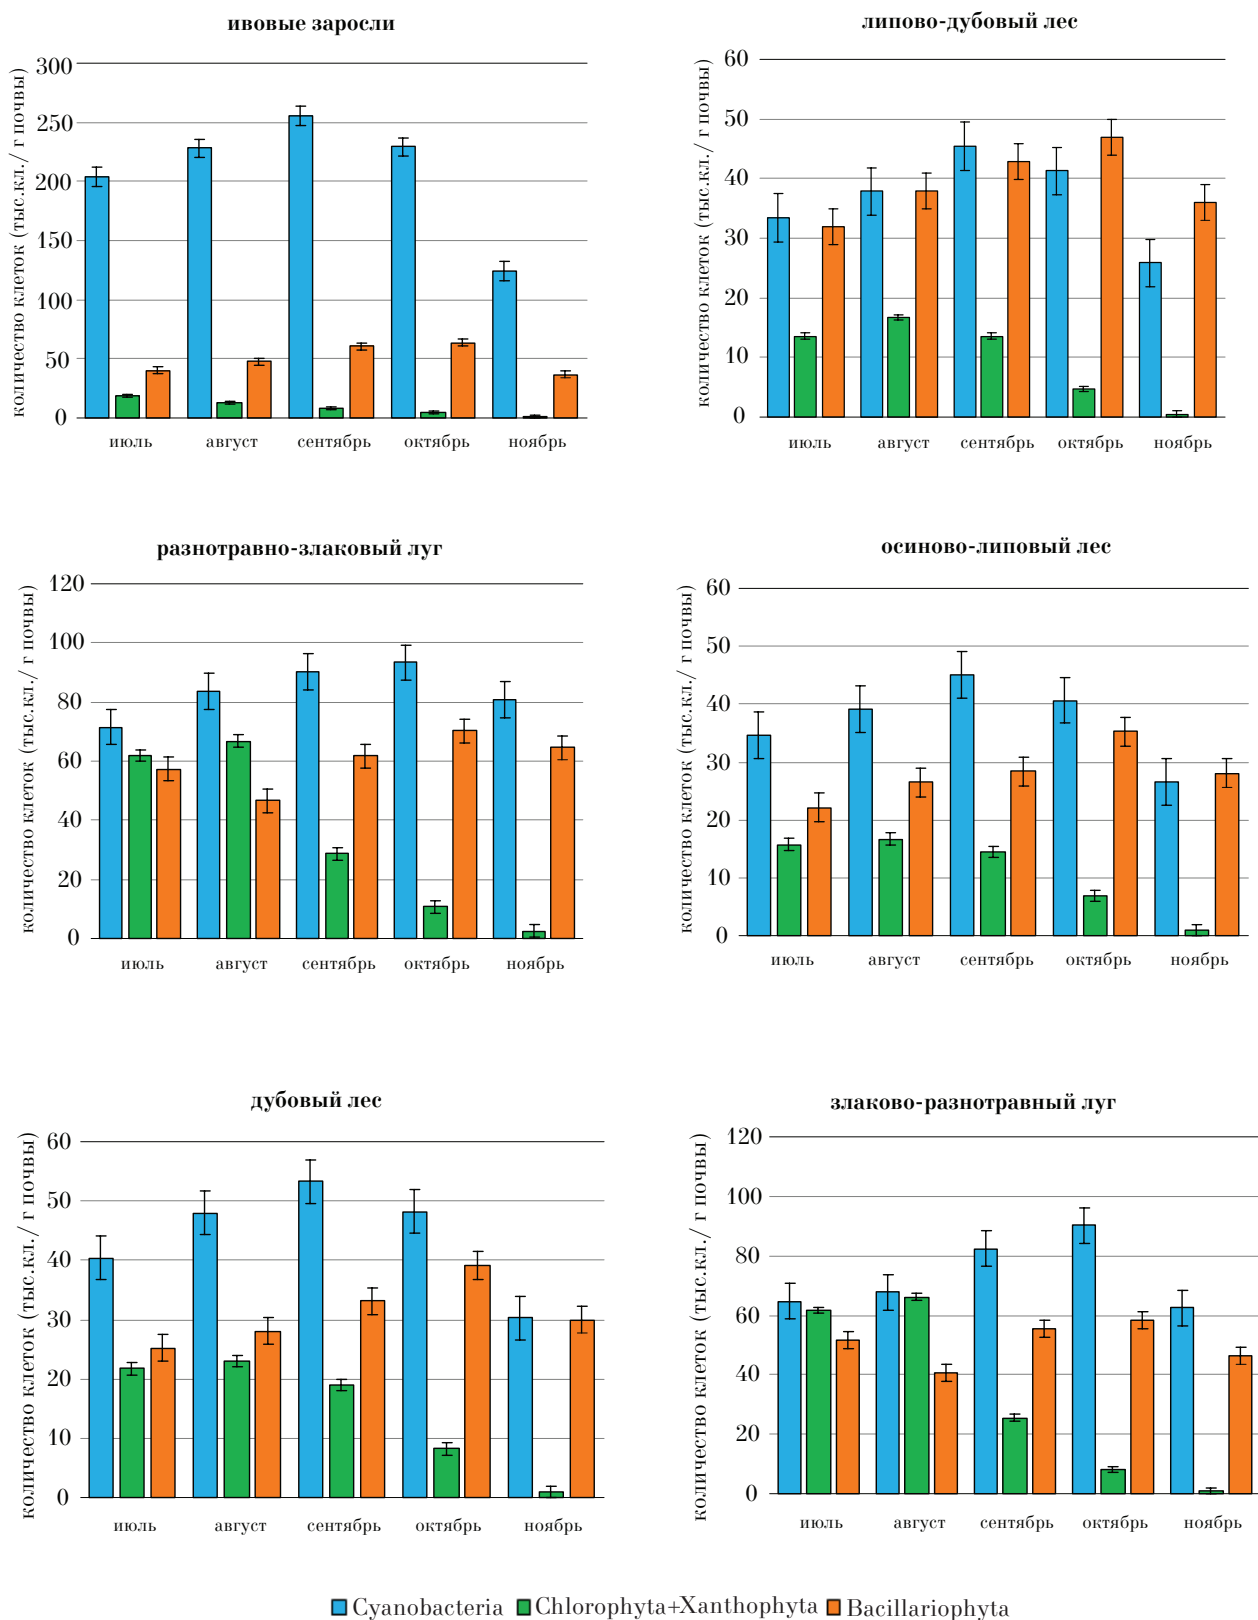 ивовые заросли
количество клеток (тыс.кл./ г почвы)
300
250
200
150
100
50
0
июль август сентябрь октябрь ноябрь
липово-дубовый лес
количество клеток (тыс.кл./ г почвы)
60
50
40
30
20
10
0
июль август сентябрь октябрь ноябрь
разнотравно-злаковый луг
количество клеток (тыс.кл./ г почвы)
120
100
80
60
40
20
0
июль август сентябрь октябрь ноябрь
осиново-липовый лес
количество клеток (тыс.кл./ г почвы)
60
50
40
30
20
10
0
июль август сентябрь октябрь ноябрь
дубовый лес
количество клеток (тыс.кл./ г почвы)
60
50
40
30
20
10
0
июль август сентябрь октябрь ноябрь
злаково-разнотравный луг
количество клеток (тыс.кл./ г почвы)
120
100
80
60
40
20
0
июль август сентябрь октябрь ноябрь
Cyanobacteria Chlorophyta+Xanthophyta Bacillariophyta